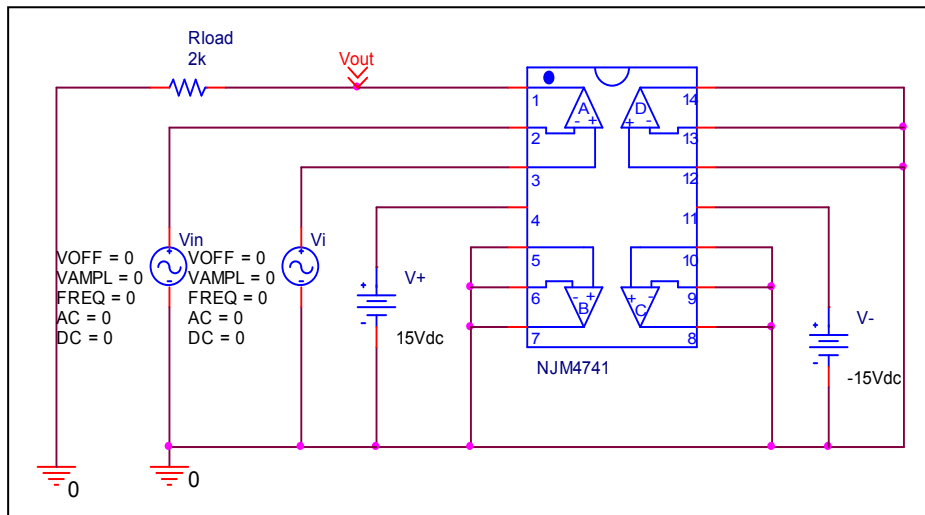 Rload
2k
Vout
1
2
3
4
5
6
7
14
13
12
11
10
9
8
A
- +
D
+ -
B
- +
C
+ -
NJM4741
Vin
+
-
VOFF = 0
VAMPL = 0
FREQ = 0
AC = 0
DC = 0
Vi
+
-
VOFF = 0
VAMPL = 0
FREQ = 0
AC = 0
DC = 0
V+
+
-
15Vdc
V-
+
-
-15Vdc
0
0